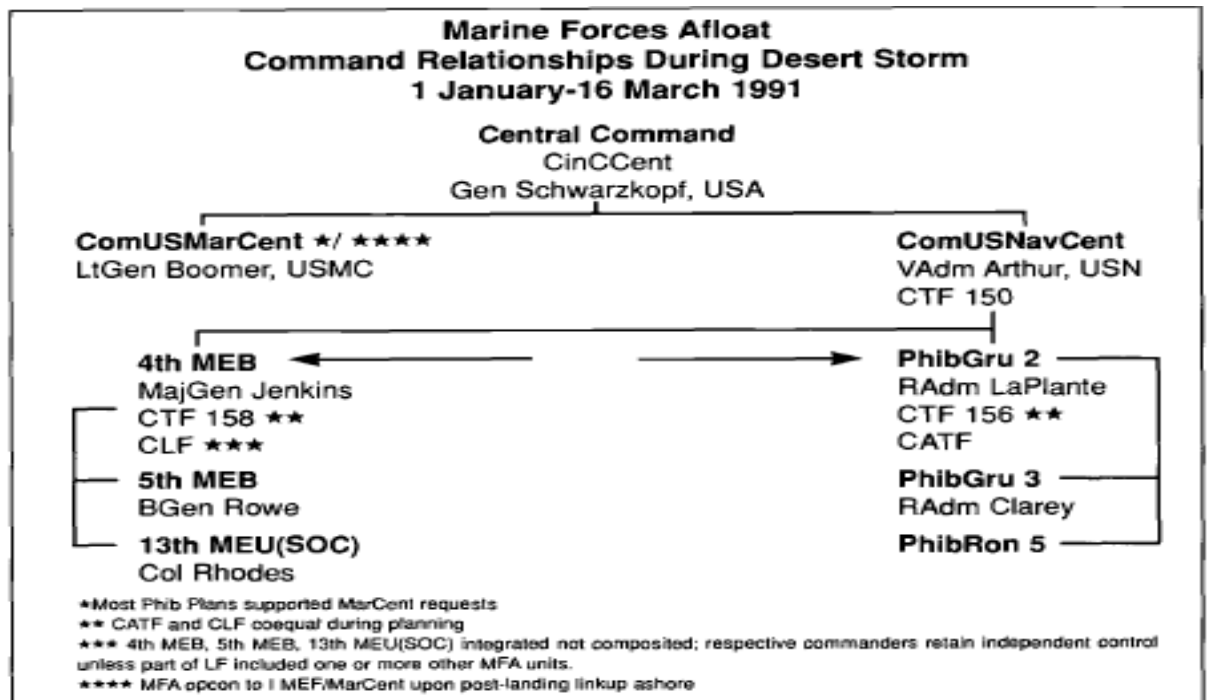 Marine Forces Afloat
Command Relationships During Desert Storm
1 January-16 March 1991
Central Command
CinCCent
Gen Schwarzkopf, USA
ComUSMarCent ★/ ★★★★
LtGen Boomer, USMC
ComUSNavCent
VAdm Arthur, USN
CTF 150
4th MEB
MajGen Jenkins
CTF 158 ★★
CLF ★★★
5th MEB
BGen Rowe
13th MEU(SOC)
Col Rhodes
PhibGru 2
RAdm LaPlante
CTF 156 ★★
CATF
PhibGru 3
RAdm Clarey
PhibRon 5
★Most Phib Plans supported MarCent requests
★★ CATF and CLF coequal during planning
★★★ 4th MEB, 5th MEB, 13th MEU(SOC) integrated not composited; respective commanders retain independent control
unless part of LF included one or more other MFA units.
★★★★ MFA opcon to I MEF/MarCent upon post-landing linkup ashore